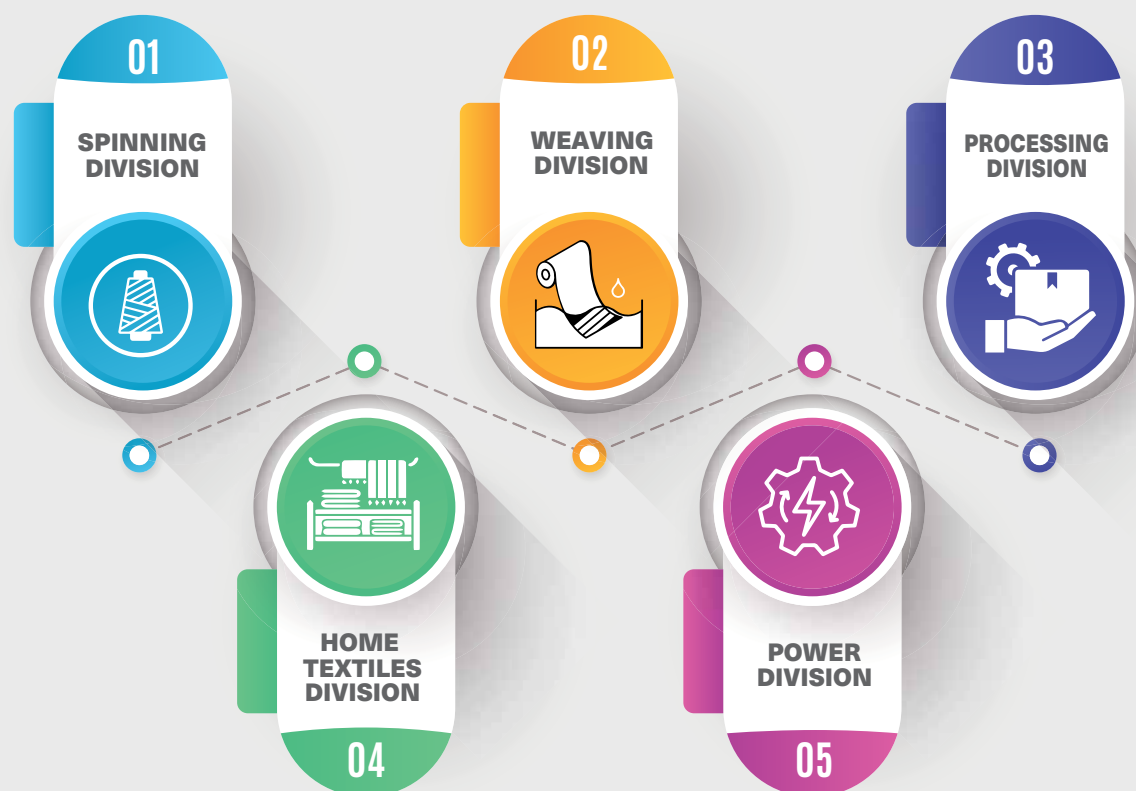 01
SPINNING
DIVISION
02
WEAVING
DIVISION
03
PROCESSING
DIVISION
HOME
TEXTILES
DIVISION
04
POWER
DIVISION
05